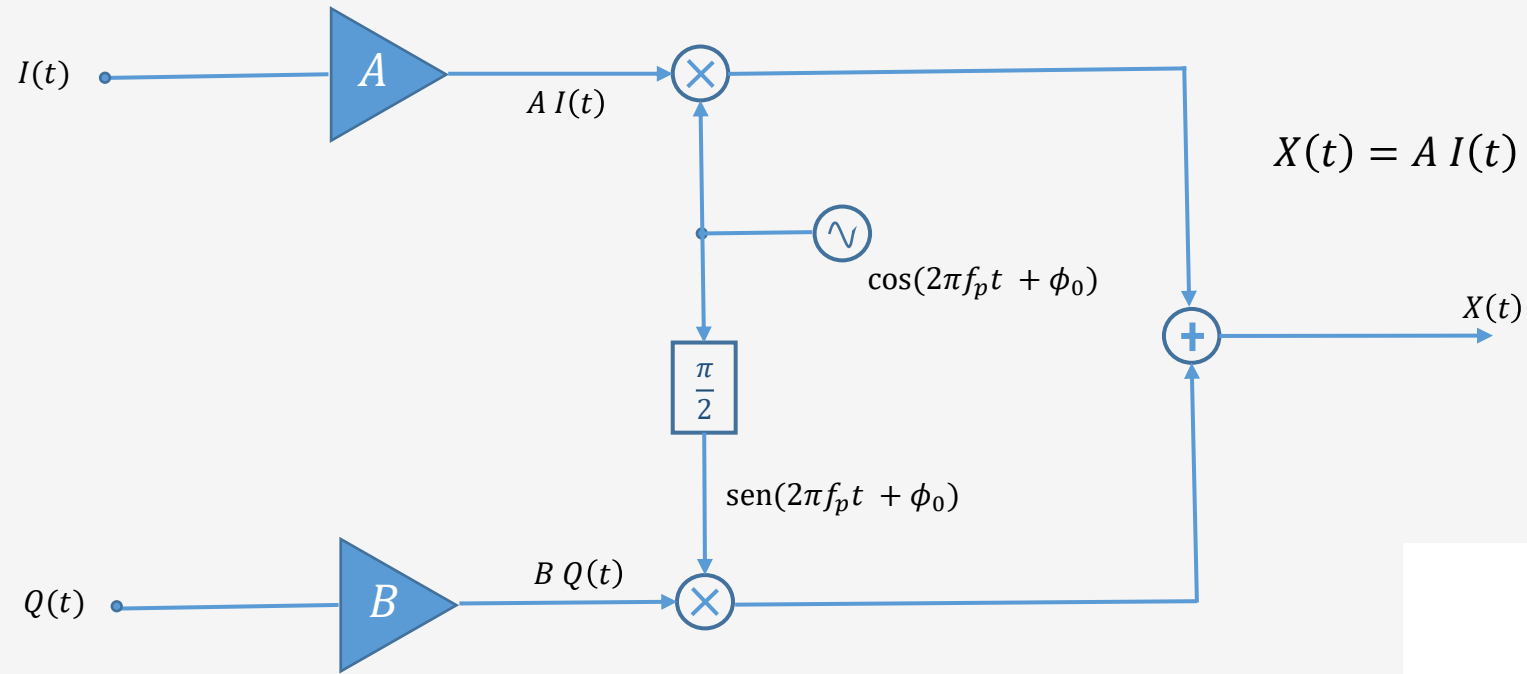 I(t)
A
A I(t)
X(t) = A I(t)
cos(2πf_p t + ϕ_0)
X(t)
+
π
2
sen(2πf_p t + ϕ_0)
B Q(t)
Q(t)
B